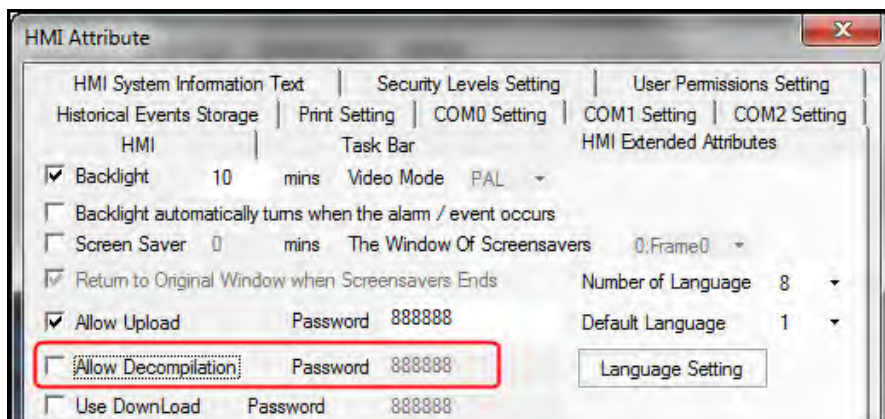 HMI Attribute
HMI System Information Text Security Levels Setting User Permissions Setting
Historical Events Storage Print Setting COM0 Setting COM1 Setting COM2 Setting
HMI Task Bar HMI Extended Attributes
Backlight 10 mins Video Mode PAL
Backlight automatically turns when the alarm / event occurs
Screen Saver 0 mins The Window Of Screensavers 0:Frame0
Return to Original Window when Screensavers Ends Number of Language 8
Allow Upload Password 888888 Default Language 1
Allow Decompilation Password 888888 Language Setting
Use DownLoad Password 888888